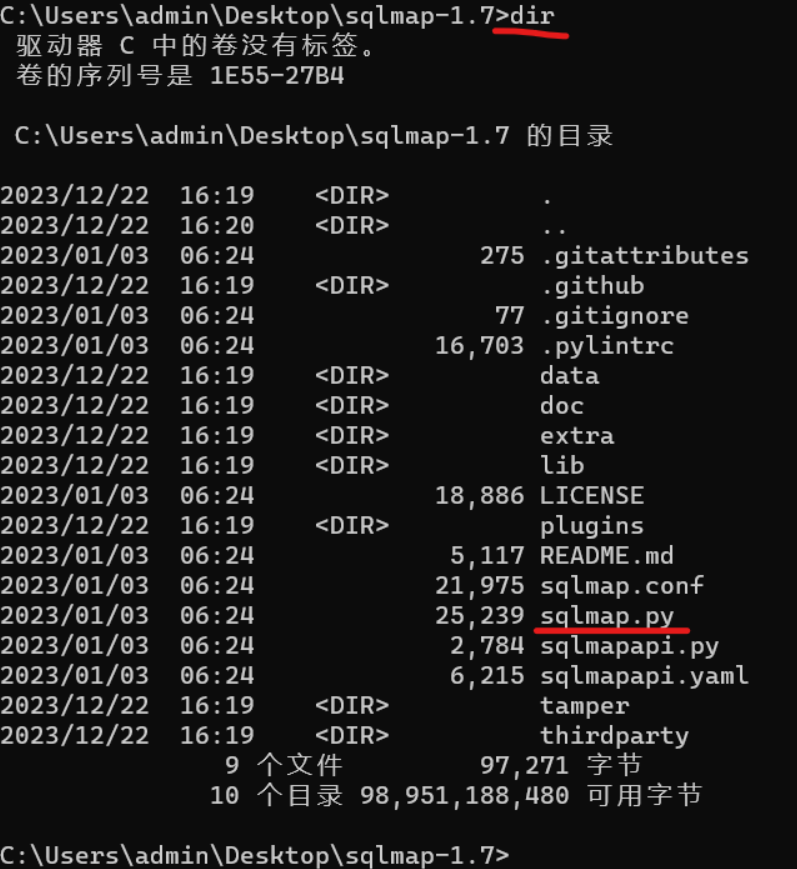 C:\Users\admin\Desktop\sqlmap-1.7>dir
驱动器 C 中的卷没有标签。
卷的序列号是 1E55-27B4
C:\Users\admin\Desktop\sqlmap-1.7 的目录
2023/12/22  16:19    <DIR>          .
2023/12/22  16:20    <DIR>          ..
2023/01/03  06:24               275 .gitattributes
2023/12/22  16:19    <DIR>          .github
2023/01/03  06:24                77 .gitignore
2023/01/03  06:24            16,703 .pylintrc
2023/12/22  16:19    <DIR>          data
2023/12/22  16:19    <DIR>          doc
2023/12/22  16:19    <DIR>          extra
2023/12/22  16:19    <DIR>          lib
2023/01/03  06:24            18,886 LICENSE
2023/12/22  16:19    <DIR>          plugins
2023/01/03  06:24             5,117 README.md
2023/01/03  06:24            21,975 sqlmap.conf
2023/01/03  06:24            25,239 sqlmap.py
2023/01/03  06:24             2,784 sqlmapapi.py
2023/01/03  06:24             6,215 sqlmapapi.yaml
2023/12/22  16:19    <DIR>          tamper
2023/12/22  16:19    <DIR>          thirdparty
9 个文件         97,271 字节
10 个目录 98,951,188,480 可用字节
C:\Users\admin\Desktop\sqlmap-1.7>